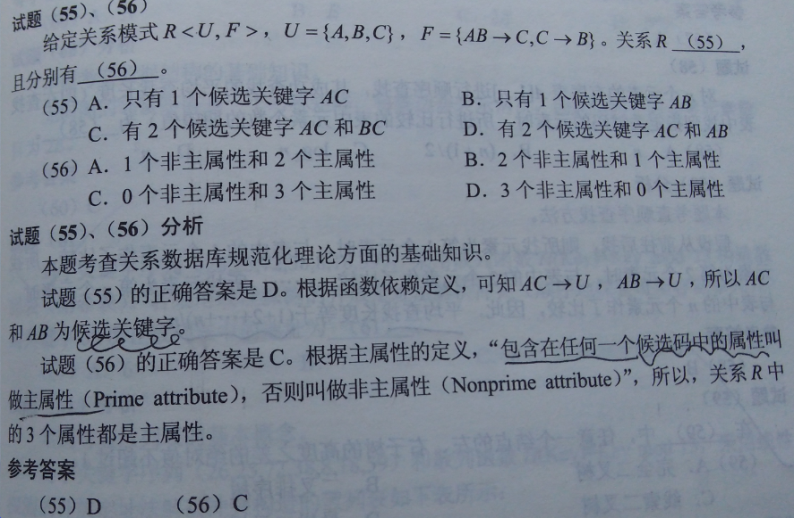 试题（55）、（56）
给定关系模式 R<U, F>，U={A,B,C}，F={AB→C,C→B}。关系 R （55），
且分别有（56）。
（55）A．只有 1 个候选关键字 AC B．只有 1 个候选关键字 AB
C．有 2 个候选关键字 AC 和 BC D．有 2 个候选关键字 AC 和 AB
（56）A．1 个非主属性和 2 个主属性 B．2 个非主属性和 1 个主属性
C．0 个非主属性和 3 个主属性 D．3 个非主属性和 0 个主属性
试题（55）、（56）分析
本题考查关系数据库规范化理论方面的基础知识。
试题（55）的正确答案是 D。根据函数依赖定义，可知 AC→U，AB→U，所以 AC
和 AB 为候选关键字。
试题（56）的正确答案是 C。根据主属性的定义，“包含在任何一个候选码中的属性叫
做主属性（Prime attribute），否则叫做非主属性（Nonprime attribute）”，所以，关系 R 中
的 3 个属性都是主属性。
参考答案
（55）D （56）C